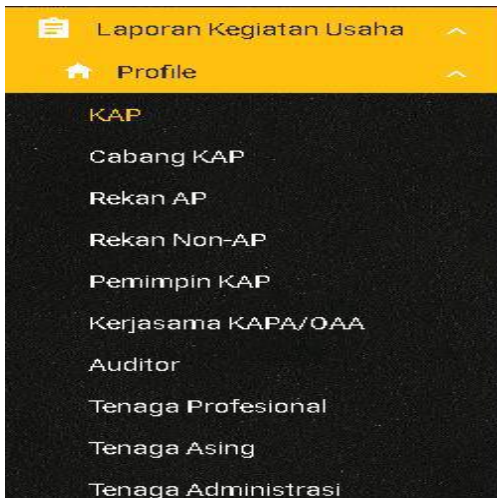 Laporan Kegiatan Usaha
Profile
KAP
Cabang KAP
Rekan AP
Rekan Non-AP
Pemimpin KAP
Kerjasama KAPA/OAA
Auditor
Tenaga Profesional
Tenaga Asing
Tenaga Administrasi